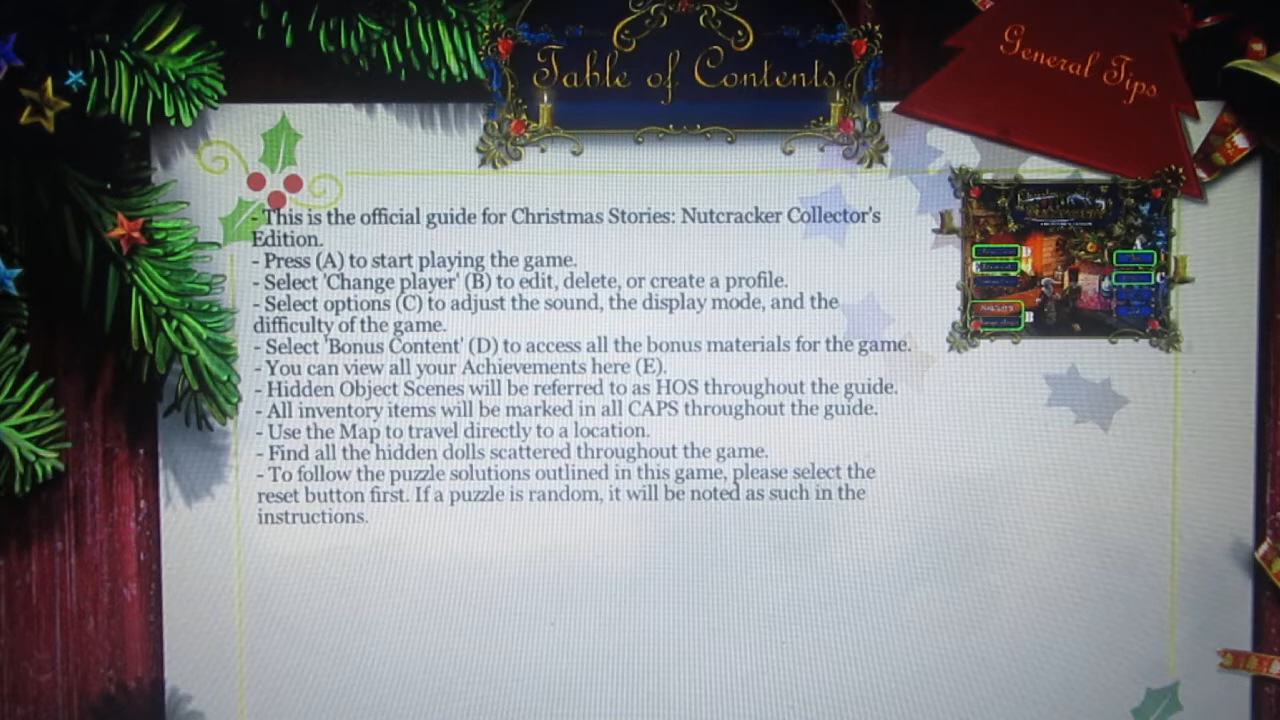 Table of Contents
General Tips
- This is the official guide for Christmas Stories: Nutcracker Collector's
Edition.
- Press (A) to start playing the game.
- Select 'Change player' (B) to edit, delete, or create a profile.
- Select options (C) to adjust the sound, the display mode, and the
difficulty of the game.
- Select 'Bonus Content' (D) to access all the bonus materials for the game.
- You can view all your Achievements here (E).
- Hidden Object Scenes will be referred to as HOS throughout the guide.
- All inventory items will be marked in all CAPS throughout the guide.
- Use the Map to travel directly to a location.
- Find all the hidden dolls scattered throughout the game.
- To follow the puzzle solutions outlined in this game, please select the
reset button first. If a puzzle is random, it will be noted as such in the
instructions.